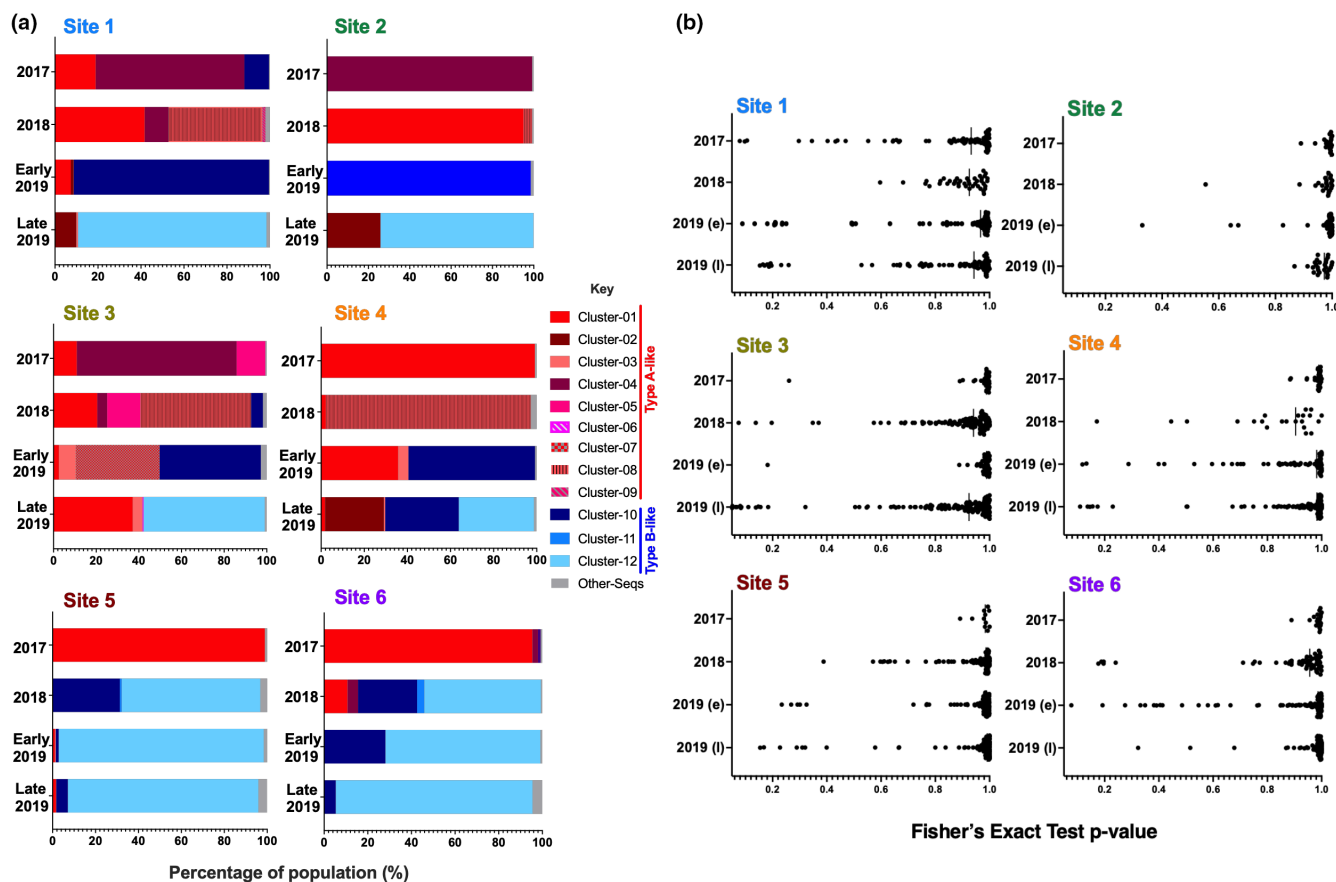 (a)
Site 1
2017
2018
Early
2019
Late
2019
0 20 40 60 80 100
Site 2
2017
2018
Early
2019
Late
2019
0 20 40 60 80 100
Site 3
2017
2018
Early
2019
Late
2019
0 20 40 60 80 100
Site 4
2017
2018
Early
2019
Late
2019
0 20 40 60 80 100
Key
Cluster-01
Cluster-02
Cluster-03
Cluster-04
Cluster-05
Cluster-06
Cluster-07
Cluster-08
Cluster-09
Cluster-10
Cluster-11
Cluster-12
Other-Seqs
Type A-like
Type B-like
Site 5
2017
2018
Early
2019
Late
2019
0 20 40 60 80 100
Site 6
2017
2018
Early
2019
Late
2019
0 20 40 60 80 100
Percentage of population (%)
(b)
Site 1
2017
2018
2019 (e)
2019 (l)
0.2 0.4 0.6 0.8 1.0
Site 2
2017
2018
2019 (e)
2019 (l)
0.2 0.4 0.6 0.8 1.0
Site 3
2017
2018
2019 (e)
2019 (l)
0.2 0.4 0.6 0.8 1.0
Site 4
2017
2018
2019 (e)
2019 (l)
0.2 0.4 0.6 0.8 1.0
Site 5
2017
2018
2019 (e)
2019 (l)
0.2 0.4 0.6 0.8 1.0
Site 6
2017
2018
2019 (e)
2019 (l)
0.2 0.4 0.6 0.8 1.0
Fisher's Exact Test p-value